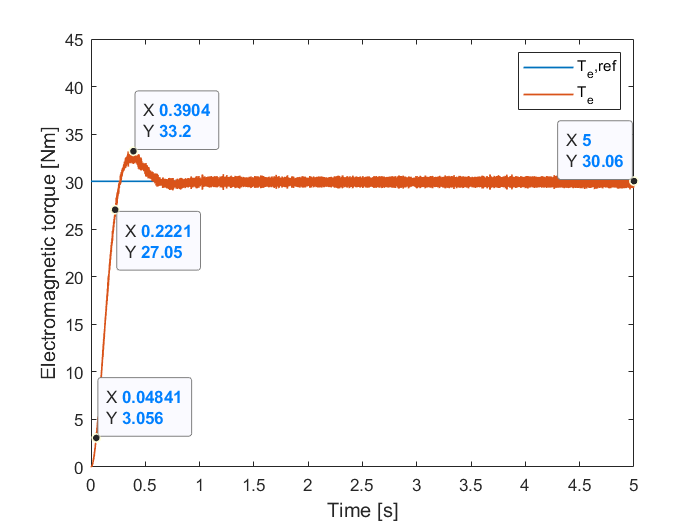 45
40
35
30
25
20
15
10
5
0
Electromagnetic torque [Nm]
T_e,ref
T_e
X 0.3904
Y 33.2
X 5
Y 30.06
X 0.2221
Y 27.05
X 0.04841
Y 3.056
0 0.5 1 1.5 2 2.5 3 3.5 4 4.5 5
Time [s]